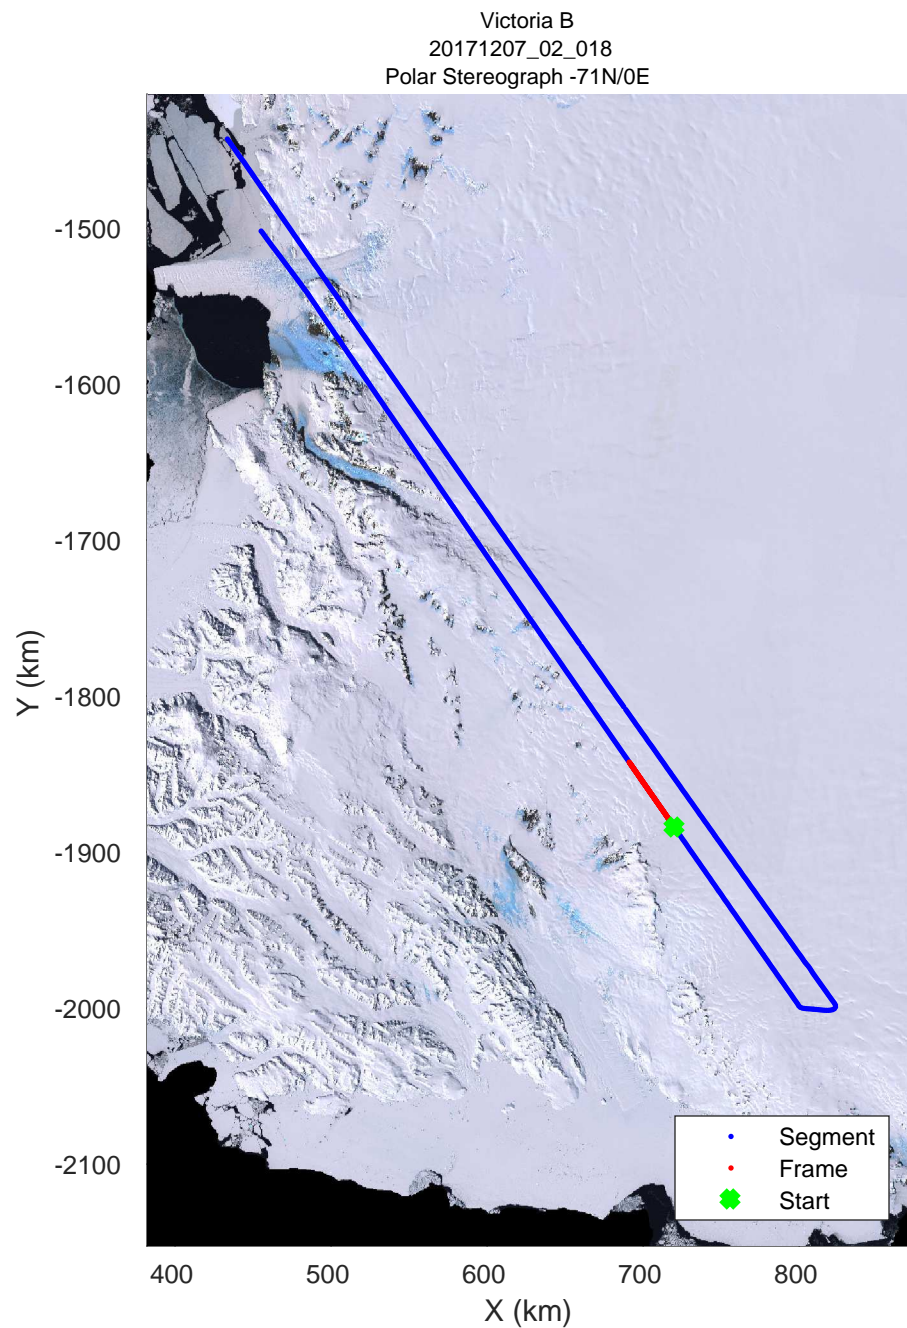 Victoria B
20171207_02_018
Polar Stereograph -71N/0E
-1500
-1600
-1700
-1800
-1900
-2000
-2100
Y (km)
Segment
Frame
Start
400
500
600
700
800
X (km)